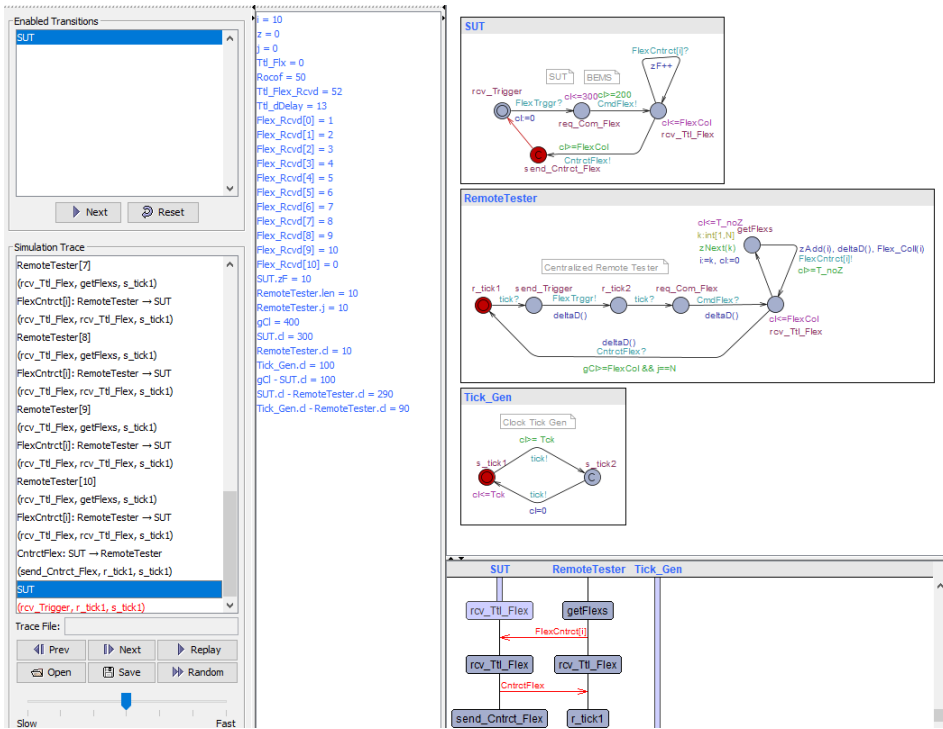 Enabled Transitions
SUT
Next
Reset
Simulation Trace
RemoteTester[7]
(rcv_Ttl_Flex, getFlexs, s_tick1)
FlexCntrct[i]: RemoteTester → SUT
(rcv_Ttl_Flex, rcv_Ttl_Flex, s_tick1)
RemoteTester[8]
(rcv_Ttl_Flex, getFlexs, s_tick1)
FlexCntrct[i]: RemoteTester → SUT
(rcv_Ttl_Flex, rcv_Ttl_Flex, s_tick1)
RemoteTester[9]
(rcv_Ttl_Flex, getFlexs, s_tick1)
FlexCntrct[i]: RemoteTester → SUT
(rcv_Ttl_Flex, rcv_Ttl_Flex, s_tick1)
RemoteTester[10]
(rcv_Ttl_Flex, getFlexs, s_tick1)
FlexCntrct[i]: RemoteTester → SUT
(rcv_Ttl_Flex, rcv_Ttl_Flex, s_tick1)
CntrctFlex: SUT → RemoteTester
(send_Cntrct_Flex, r_tick1, s_tick1)
SUT
(rcv_Trigger, r_tick1, s_tick1)
Trace File:
Prev
Next
Replay
Open
Save
Random
Slow
Fast
i = 10
z = 0
j = 0
Ttl_Flx = 0
Rocof = 50
Ttl_Flex_Rcvd = 52
Ttl_dDelay = 13
Flex_Rcvd[0] = 1
Flex_Rcvd[1] = 2
Flex_Rcvd[2] = 3
Flex_Rcvd[3] = 4
Flex_Rcvd[4] = 5
Flex_Rcvd[5] = 6
Flex_Rcvd[6] = 7
Flex_Rcvd[7] = 8
Flex_Rcvd[8] = 9
Flex_Rcvd[9] = 10
Flex_Rcvd[10] = 0
SUT.zF = 10
RemoteTester.len = 10
RemoteTester.j = 10
gCl = 400
SUT.cl = 300
RemoteTester.cl = 10
Tick_Gen.cl = 100
gCl - SUT.cl = 100
SUT.cl - RemoteTester.cl = 290
Tick_Gen.cl - RemoteTester.cl = 90
SUT
FlexCntrct[i]?
zF++
SUT
BEMS
rcv_Trigger
FlexTrggr?
cl:=0
cl<=300
cl>=200
CmdFlex!
req_Com_Flex
cl<=FlexCol
rcv_Ttl_Flex
cl>=FlexCol
CntrctFlex!
send_Cntrct_Flex
C
RemoteTester
cl<=T_noZ
k:int[1,N]
getFlexs
zNext(k)
i:=k, cl:=0
zAdd(i), deltaD(), Flex_Coll(i)
FlexCntrct[i]!
cl>=T_noZ
Centralized Remote Tester
r_tick1
tick?
send_Trigger
FlexTrggr!
deltaD()
r_tick2
tick?
req_Com_Flex
CmdFlex?
deltaD()
cl<=FlexCol
rcv_Ttl_Flex
deltaD()
CntrctFlex?
gCl>=FlexCol && j==N
Tick_Gen
Clock Tick Gen
cl>= Tck
tick!
s_tick1
s_tick2
C
C
cl<=Tck
tick!
cl=0
SUT
RemoteTester
Tick_Gen
rcv_Ttl_Flex
getFlexs
FlexCntrct[i]
rcv_Ttl_Flex
rcv_Ttl_Flex
CntrctFlex
send_Cntrct_Flex
r_tick1